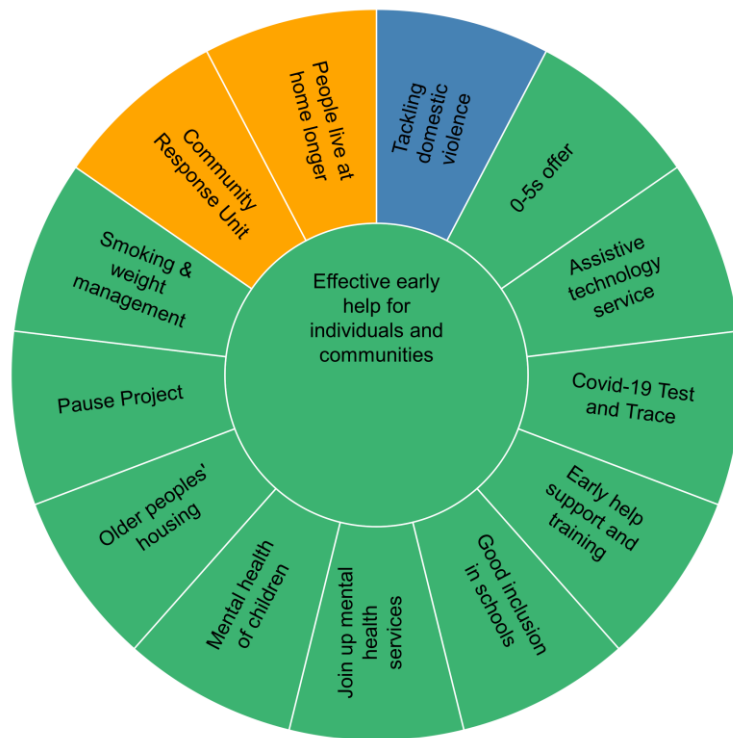 Effective early
help for
individuals and
communities
Tackling
domestic
violence
0-5s offer
Assistive
technology
service
Covid-19 Test
and Trace
Early help
support and
training
Good inclusion
in schools
Join up mental
health
services
Mental health
of children
Older peoples'
housing
Pause Project
Smoking &
weight
management
Community
Response Unit
People live at
home longer